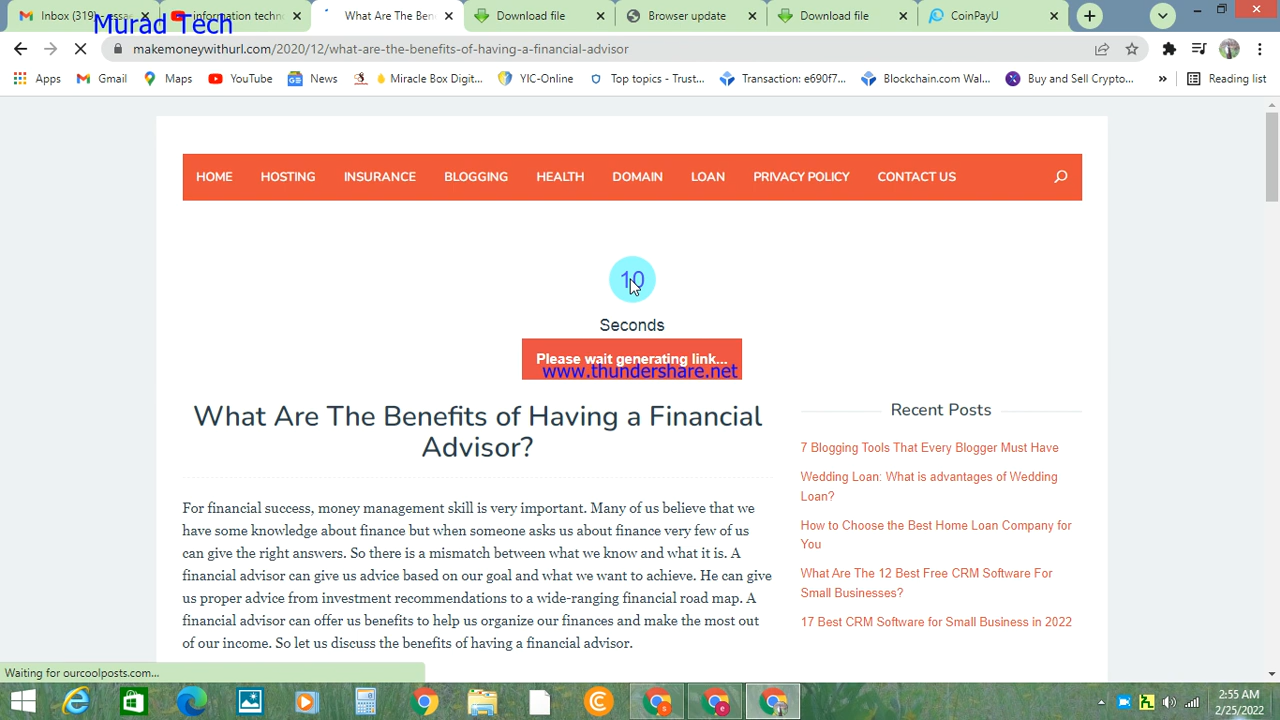 Inbox (319)
information techn
What Are The Ben
Download file
Browser update
Download file
CoinPayU
Murad Tech
makemoneywithurl.com/2020/12/what-are-the-benefits-of-having-a-financial-advisor
Apps
Gmail
Maps
YouTube
News
Miracle Box Digit...
YIC-Online
Top topics - Trust...
Transaction: e690f7...
Blockchain.com Wal...
Buy and Sell Crypto...
»
Reading list
HOME
HOSTING
INSURANCE
BLOGGING
HEALTH
DOMAIN
LOAN
PRIVACY POLICY
CONTACT US
10
Seconds
Please wait generating link...
www.thundershare.net
What Are The Benefits of Having a Financial
Advisor?
For financial success, money management skill is very important. Many of us believe that we
have some knowledge about finance but when someone asks us about finance very few of us
can give the right answers. So there is a mismatch between what we know and what it is. A
financial advisor can give us advice based on our goal and what we want to achieve. He can give
us proper advice from investment recommendations to a wide-ranging financial road map. A
financial advisor can offer us benefits to help us organize our finances and make the most out
of our income. So let us discuss the benefits of having a financial advisor.
Recent Posts
7 Blogging Tools That Every Blogger Must Have
Wedding Loan: What is advantages of Wedding
Loan?
How to Choose the Best Home Loan Company for
You
What Are The 12 Best Free CRM Software For
Small Businesses?
17 Best CRM Software for Small Business in 2022
Waiting for ourcoolposts.com...
2:55 AM
2/25/2022